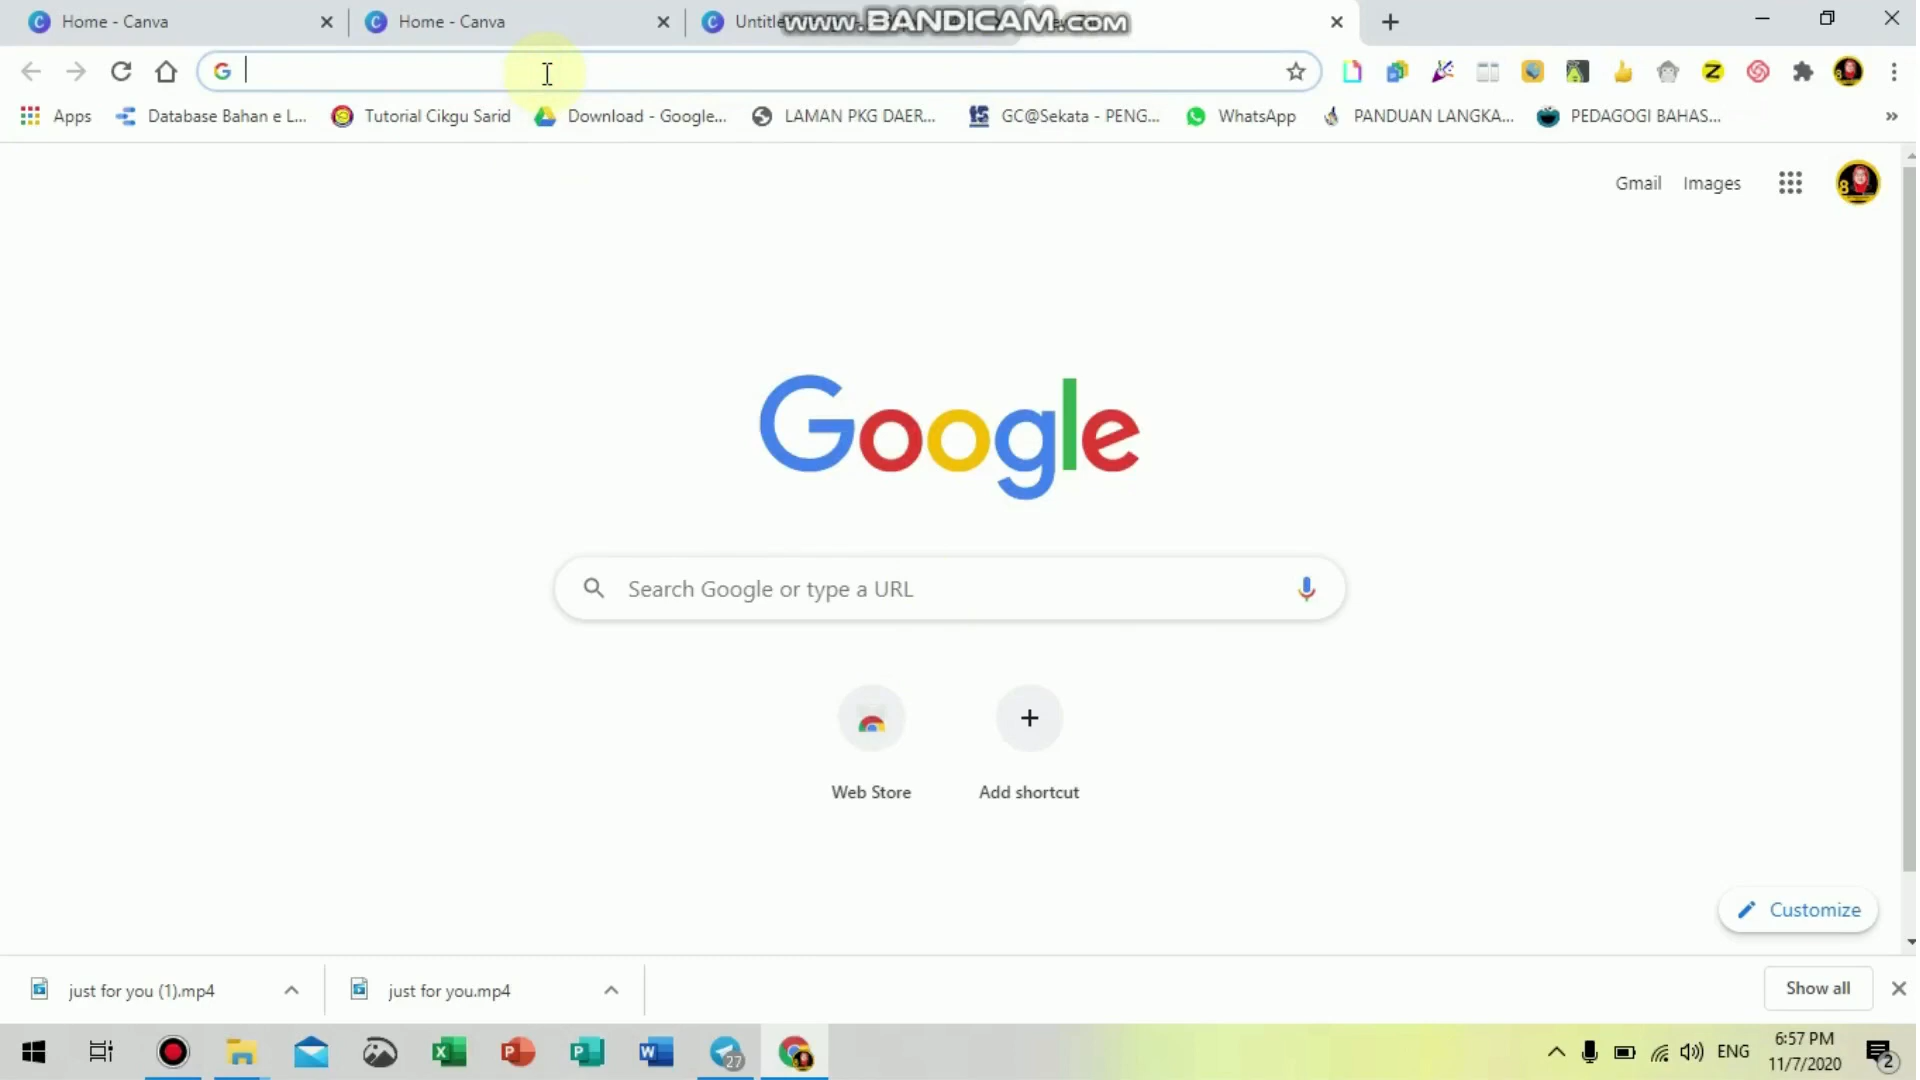 Home - Canva
Home - Canva
www.BANDICAM.com
Apps
Database Bahan e L...
Tutorial Cikgu Sarid
Download - Google...
LAMAN PKG DAER...
GC@Sekata - PENG...
WhatsApp
PANDUAN LANGKA...
PEDAGOGI BAHAS...
»
Gmail
Images
Google
Search Google or type a URL
Web Store
Add shortcut
Customize
just for you (1).mp4
just for you.mp4
Show all
27
ENG
6:57 PM
11/7/2020
2